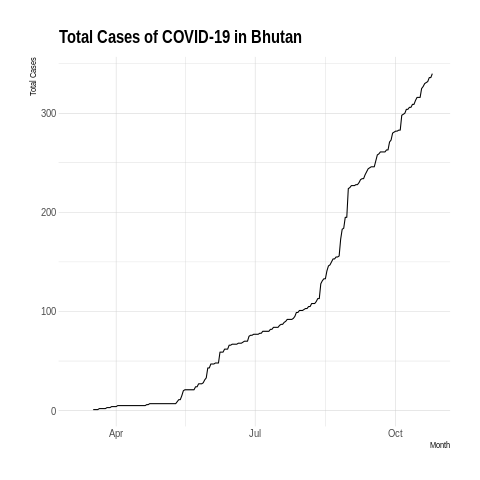 Total Cases of COVID-19 in Bhutan
Total Cases
300
200
100
0
Apr Jul Oct
Month